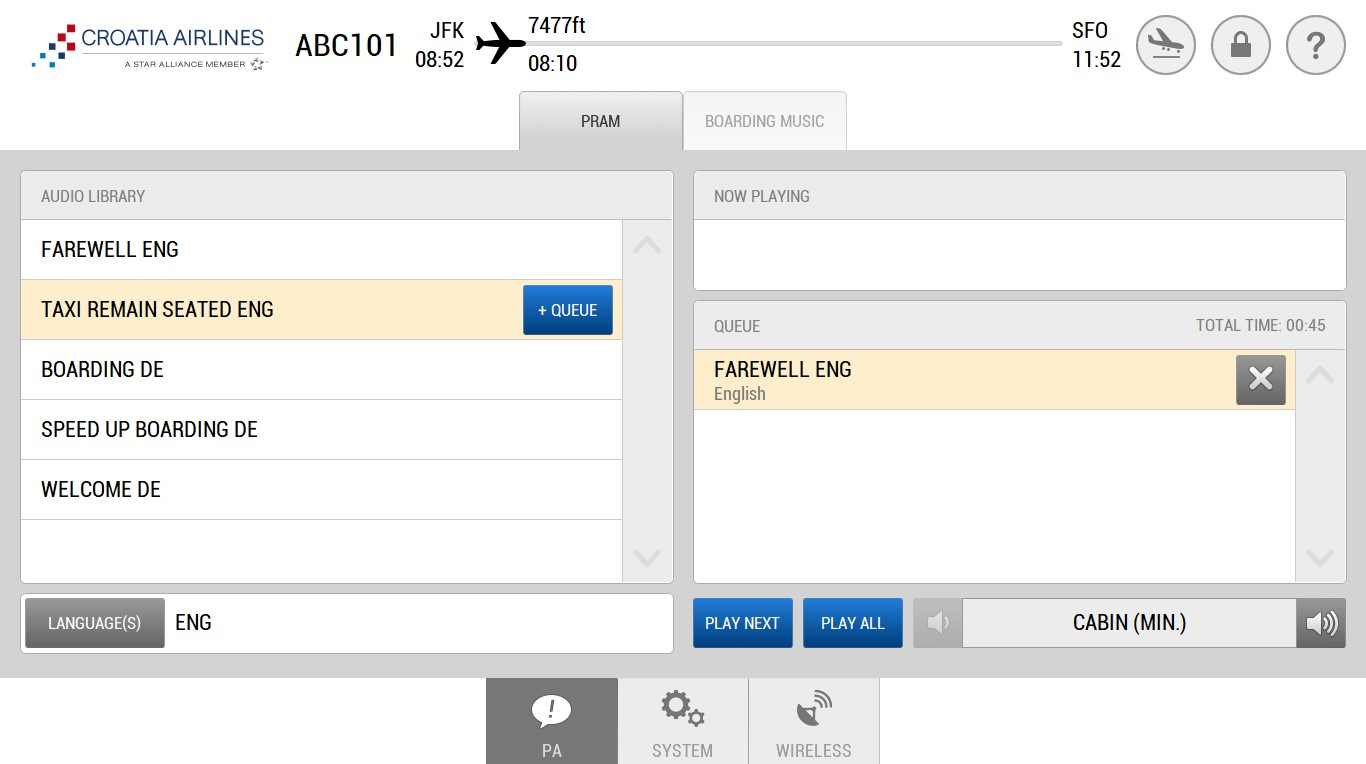 CROATIA AIRLINES
A STAR ALLIANCE MEMBER
ABC101
JFK
08:52
7477ft
08:10
SFO
11:52
?
PRAM
BOARDING MUSIC
AUDIO LIBRARY
FAREWELL ENG
TAXI REMAIN SEATED ENG
+ QUEUE
BOARDING DE
SPEED UP BOARDING DE
WELCOME DE
LANGUAGE(S)
ENG
NOW PLAYING
QUEUE
TOTAL TIME: 00:45
FAREWELL ENG
English
PLAY NEXT
PLAY ALL
CABIN (MIN.)
!
PA
SYSTEM
WIRELESS